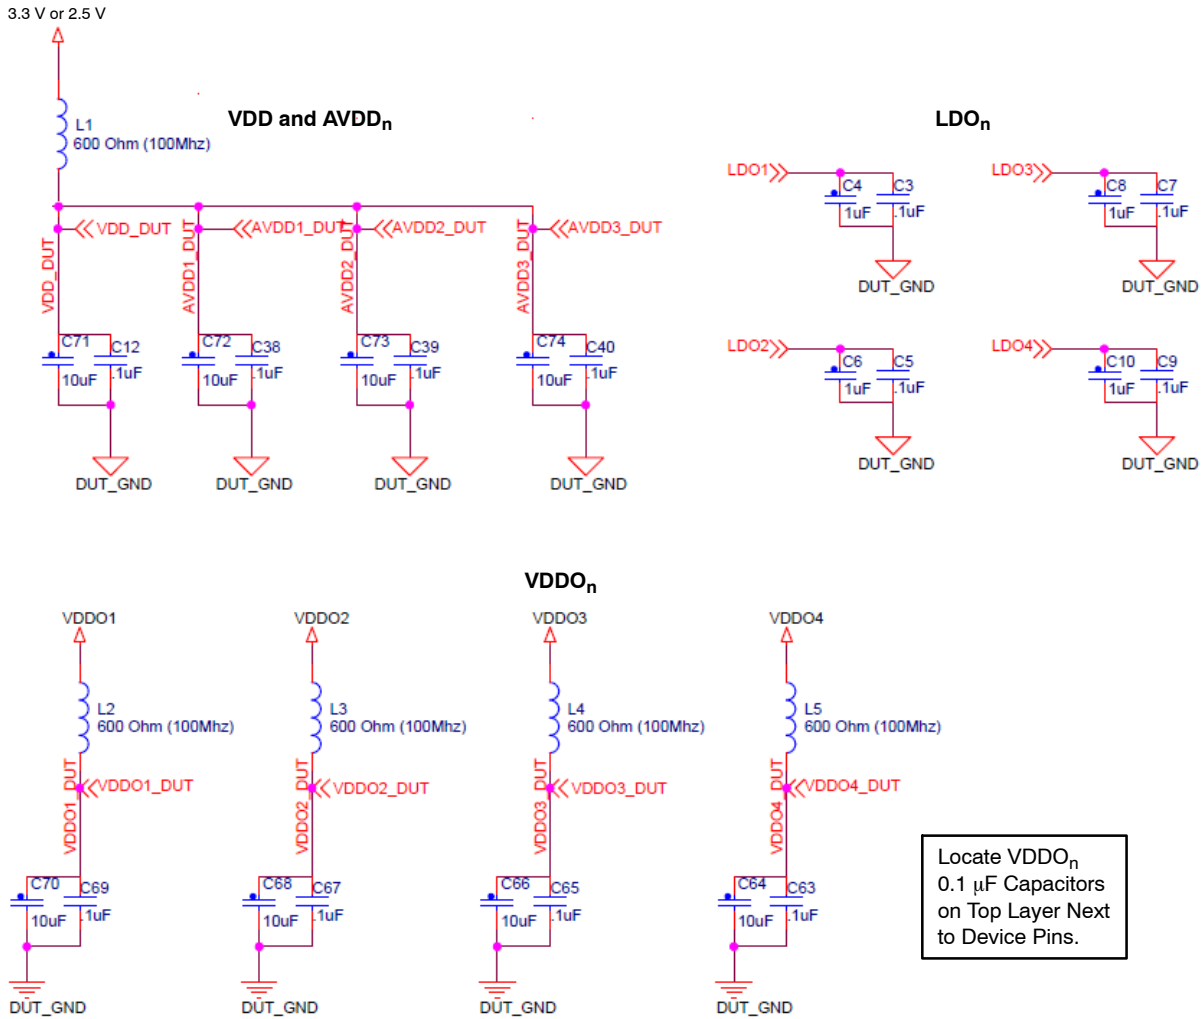 3.3 V or 2.5 V
L1
600 Ohm (100Mhz)
VDD and AVDDn
VDD_DUT
AVDD1_DUT
AVDD2_DUT
AVDD3_DUT
VDD_DUT
AVDD1_DUT
AVDD2_DUT
AVDD3_DUT
C71
10uF
C12
.1uF
C72
10uF
C38
.1uF
C73
10uF
C39
.1uF
C74
10uF
C40
.1uF
DUT_GND
DUT_GND
DUT_GND
DUT_GND
LDOn
LDO1
C4
1uF
C3
.1uF
DUT_GND
LDO3
C8
1uF
C7
.1uF
DUT_GND
LDO2
C6
1uF
C5
.1uF
DUT_GND
LDO4
C10
1uF
C9
.1uF
DUT_GND
VDDOn
VDDO1
L2
600 Ohm (100Mhz)
VDDO1_DUT
VDDO1_DUT
C70
10uF
C69
.1uF
DUT_GND
VDDO2
L3
600 Ohm (100Mhz)
VDDO2_DUT
VDDO2_DUT
C68
10uF
C67
.1uF
DUT_GND
VDDO3
L4
600 Ohm (100Mhz)
VDDO3_DUT
VDDO3_DUT
C66
10uF
C65
.1uF
DUT_GND
VDDO4
L5
600 Ohm (100Mhz)
VDDO4_DUT
VDDO4_DUT
C64
10uF
C63
.1uF
DUT_GND
Locate VDDOn
0.1 μF Capacitors
on Top Layer Next
to Device Pins.